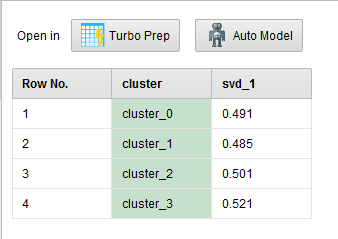 Open in Turbo Prep Auto Model
Row No. cluster svd_1
1 cluster_0 0.491
2 cluster_1 0.485
3 cluster_2 0.501
4 cluster_3 0.521